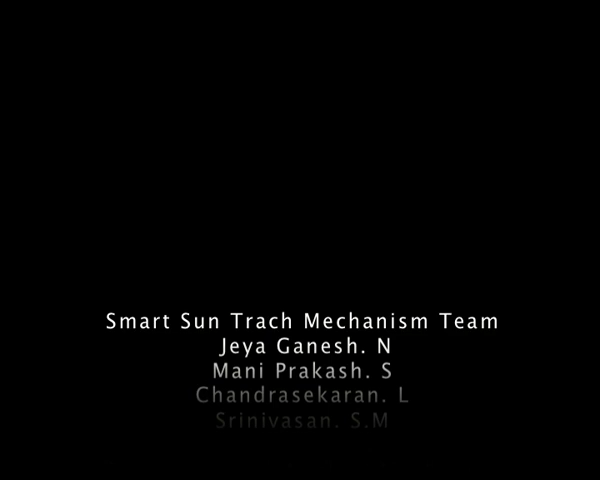 Smart Sun Trach Mechanism Team
Jeya Ganesh. N
Mani Prakash. S
Chandrasekaran. L
Srinivasan. S.M